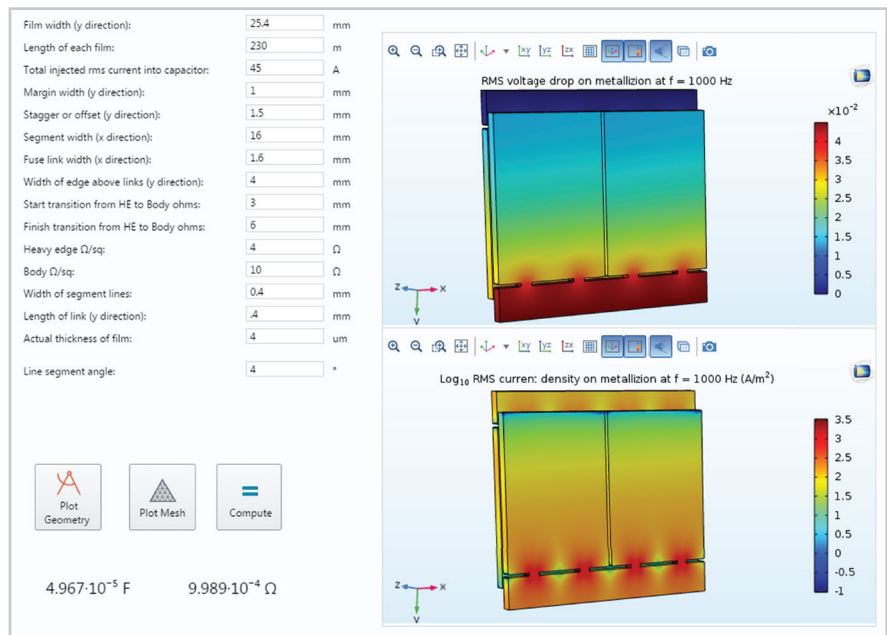 Film width (y direction): 25.4 mm
Length of each film: 230 m
Total injected rms current into capacitor: 45 A
Margin width (y direction): 1 mm
Stagger or offset (y direction): 1.5 mm
Segment width (x direction): 16 mm
Fuse link width (x direction): 1.6 mm
Width of edge above links (y direction): 4 mm
Start transition from HE to Body ohms: 3 mm
Finish transition from HE to Body ohms: 6 mm
Heavy edge Ω/sq: 4 Ω
Body Ω/sq: 10 Ω
Width of segment lines: 0.4 mm
Length of link (y direction): .4 mm
Actual thickness of film: 4 um
Line segment angle: 4 °
Plot Geometry
Plot Mesh
Compute
4.967·10⁻⁵ F
9.989·10⁻⁴ Ω
xy yz zx
RMS voltage drop on metallizion at f = 1000 Hz
×10⁻²
4
3.5
3
2.5
2
1.5
1
0.5
0
z x
y
xy yz zx
Log₁₀ RMS curren: density on metallizion at f = 1000 Hz (A/m²)
3.5
3
2.5
2
1.5
1
0.5
0
-0.5
-1
z x
y